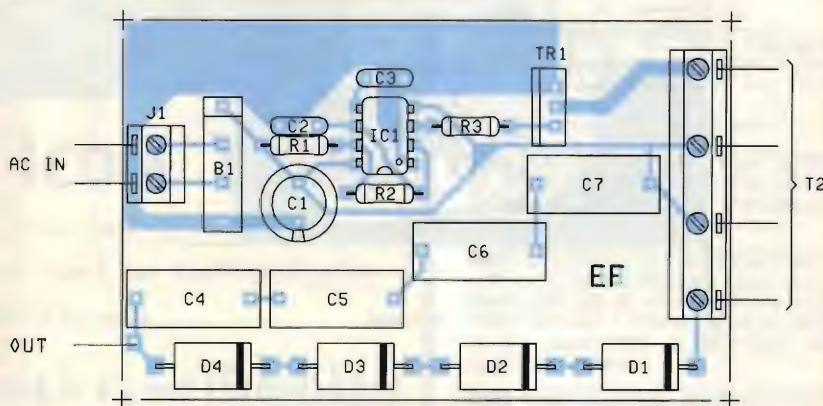 TR1
C3
J1
C2
IC1
R3
R1
AC IN
B1
C7
R2
T2
C1
C6
EF
C4
C5
OUT
D4
D3
D2
D1